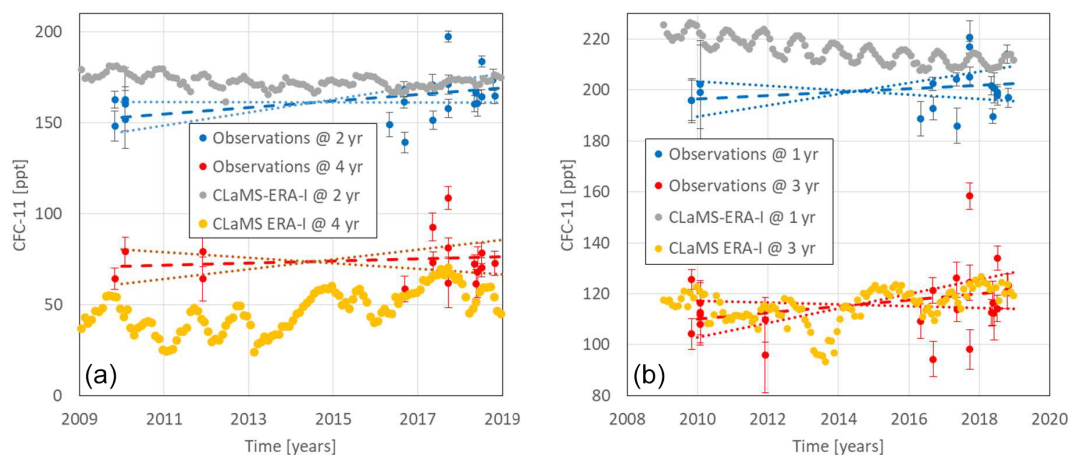 200
150
100
50
0
CFC-11 [ppt]
Observations @ 2 yr
Observations @ 4 yr
CLaMS-ERA-I @ 2 yr
CLaMS ERA-I @ 4 yr
(a)
2009 2011 2013 2015 2017 2019
Time [years]
220
200
180
160
140
120
100
80
CFC-11 [ppt]
Observations @ 1 yr
Observations @ 3 yr
CLaMS-ERA-I @ 1 yr
CLaMS ERA-I @ 3 yr
(b)
2008 2010 2012 2014 2016 2018 2020
Time [years]